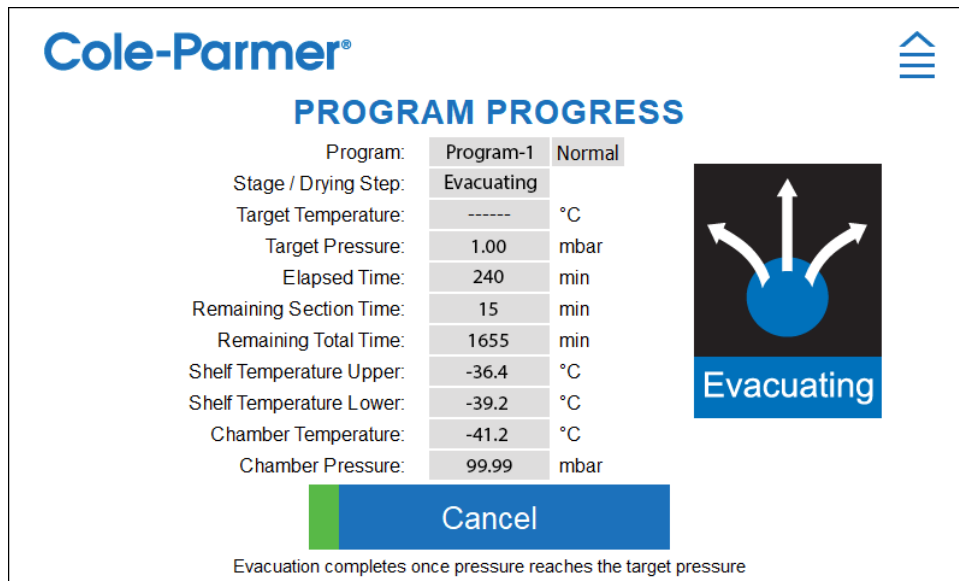 Cole-Parmer®
PROGRAM PROGRESS
Program: Program-1 Normal
Stage / Drying Step: Evacuating
Target Temperature: ------ °C
Target Pressure: 1.00 mbar
Elapsed Time: 240 min
Remaining Section Time: 15 min
Remaining Total Time: 1655 min
Shelf Temperature Upper: -36.4 °C
Shelf Temperature Lower: -39.2 °C
Chamber Temperature: -41.2 °C
Chamber Pressure: 99.99 mbar
Evacuating
Cancel
Evacuation completes once pressure reaches the target pressure